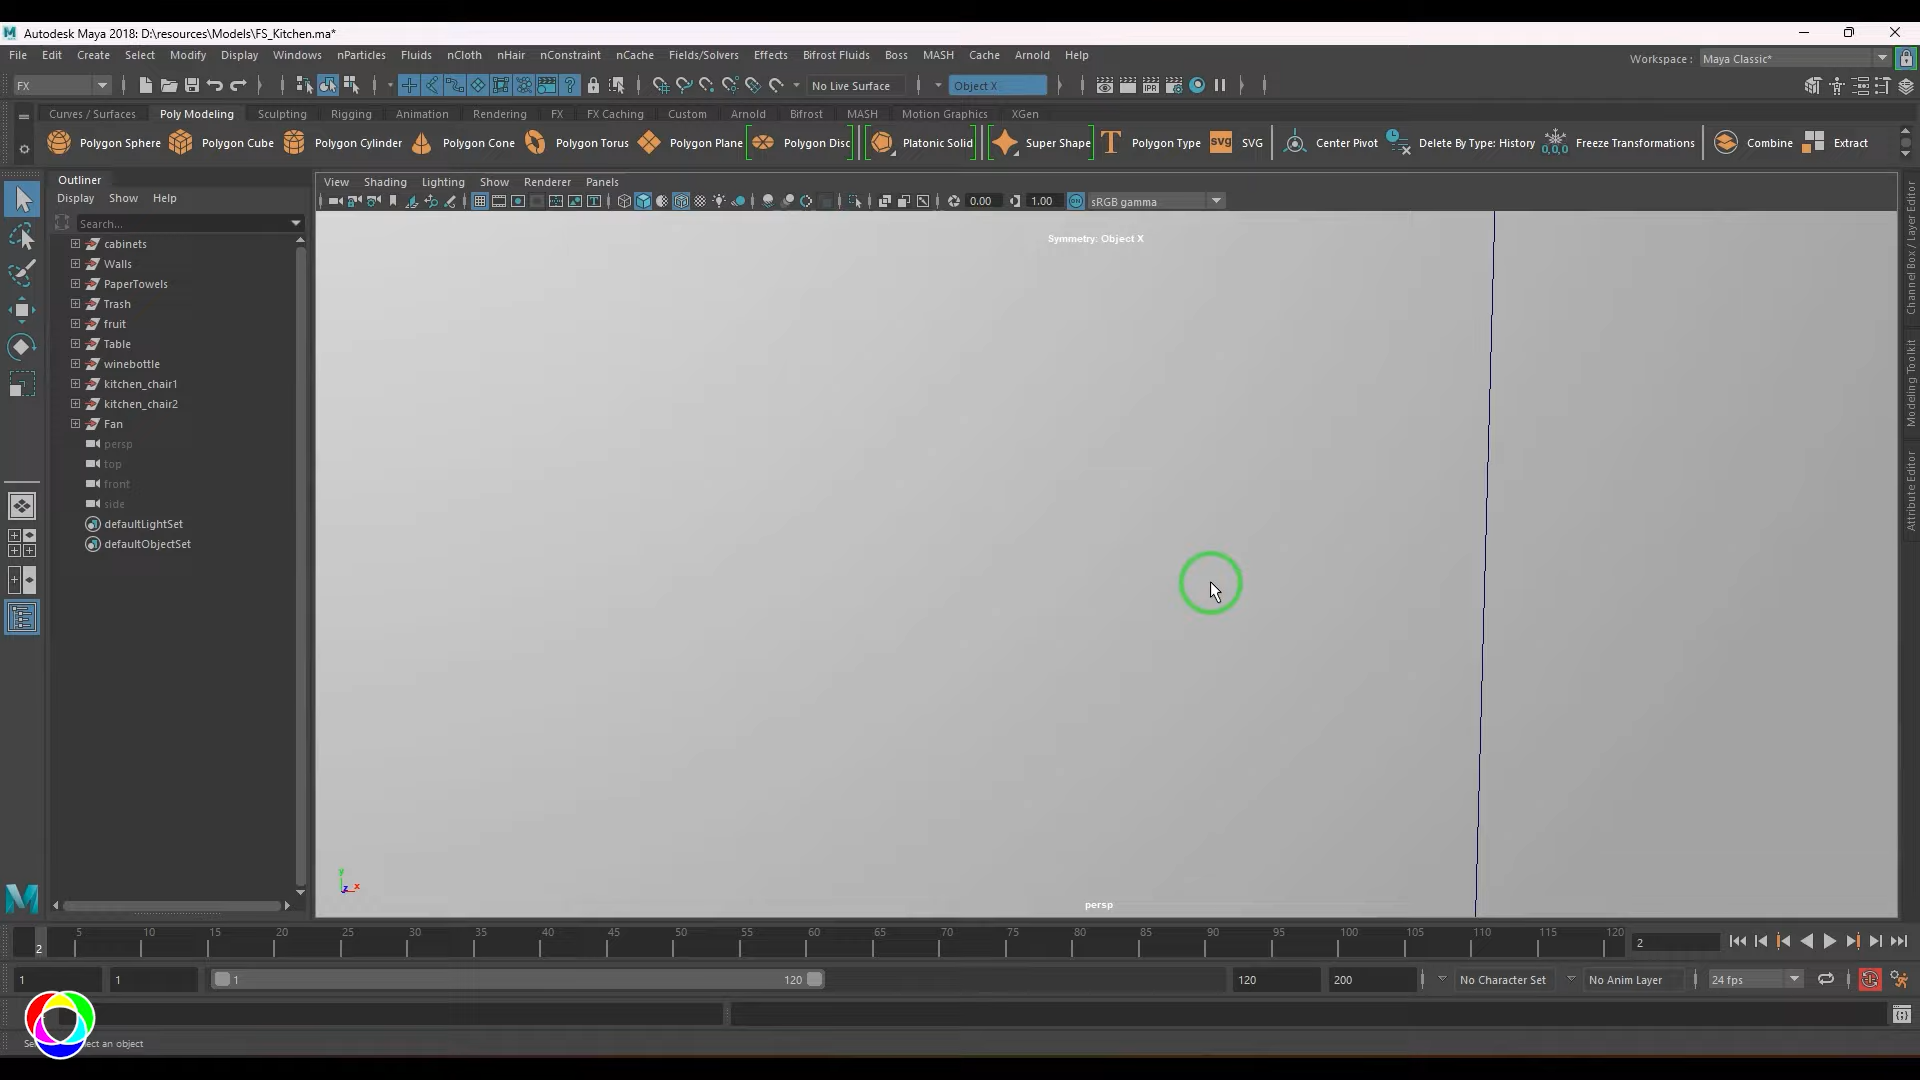 Autodesk Maya 2018: D:\resources\Models\FS_Kitchen.ma*
File Edit Create Select Modify Display Windows nParticles Fluids nCloth nHair nConstraint nCache Fields/Solvers Effects Bifrost Fluids Boss MASH Cache Arnold Help
Workspace : Maya Classic*
FX No Live Surface Object X IPR
Curves / Surfaces Poly Modeling Sculpting Rigging Animation Rendering FX FX Caching Custom Arnold Bifrost MASH Motion Graphics XGen
Polygon Sphere Polygon Cube Polygon Cylinder Polygon Cone Polygon Torus Polygon Plane Polygon Disc Platonic Solid Super Shape T Polygon Type SVG SVG Center Pivot Delete By Type: History 0,0,0 Freeze Transformations Combine Extract
Outliner
Display Show Help
Search...
cabinets
Walls
PaperTowels
Trash
fruit
Table
winebottle
kitchen_chair1
kitchen_chair2
Fan
persp
top
front
side
defaultLightSet
defaultObjectSet
View Shading Lighting Show Renderer Panels
0.00 1.00 ON sRGB gamma
Symmetry: Object X
y
z x
persp
Channel Box / Layer Editor
Modeling Toolkit
Attribute Editor
2 5 10 15 20 25 30 35 40 45 50 55 60 65 70 75 80 85 90 95 100 105 110 115 120 2
1 1 1 120 120 200 No Character Set No Anim Layer 24 fps
ect an object